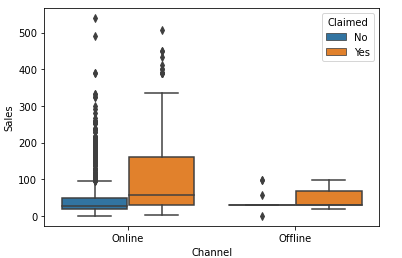 Claimed
No
Yes
500
400
300
200
100
0
Sales
Online
Offline
Channel